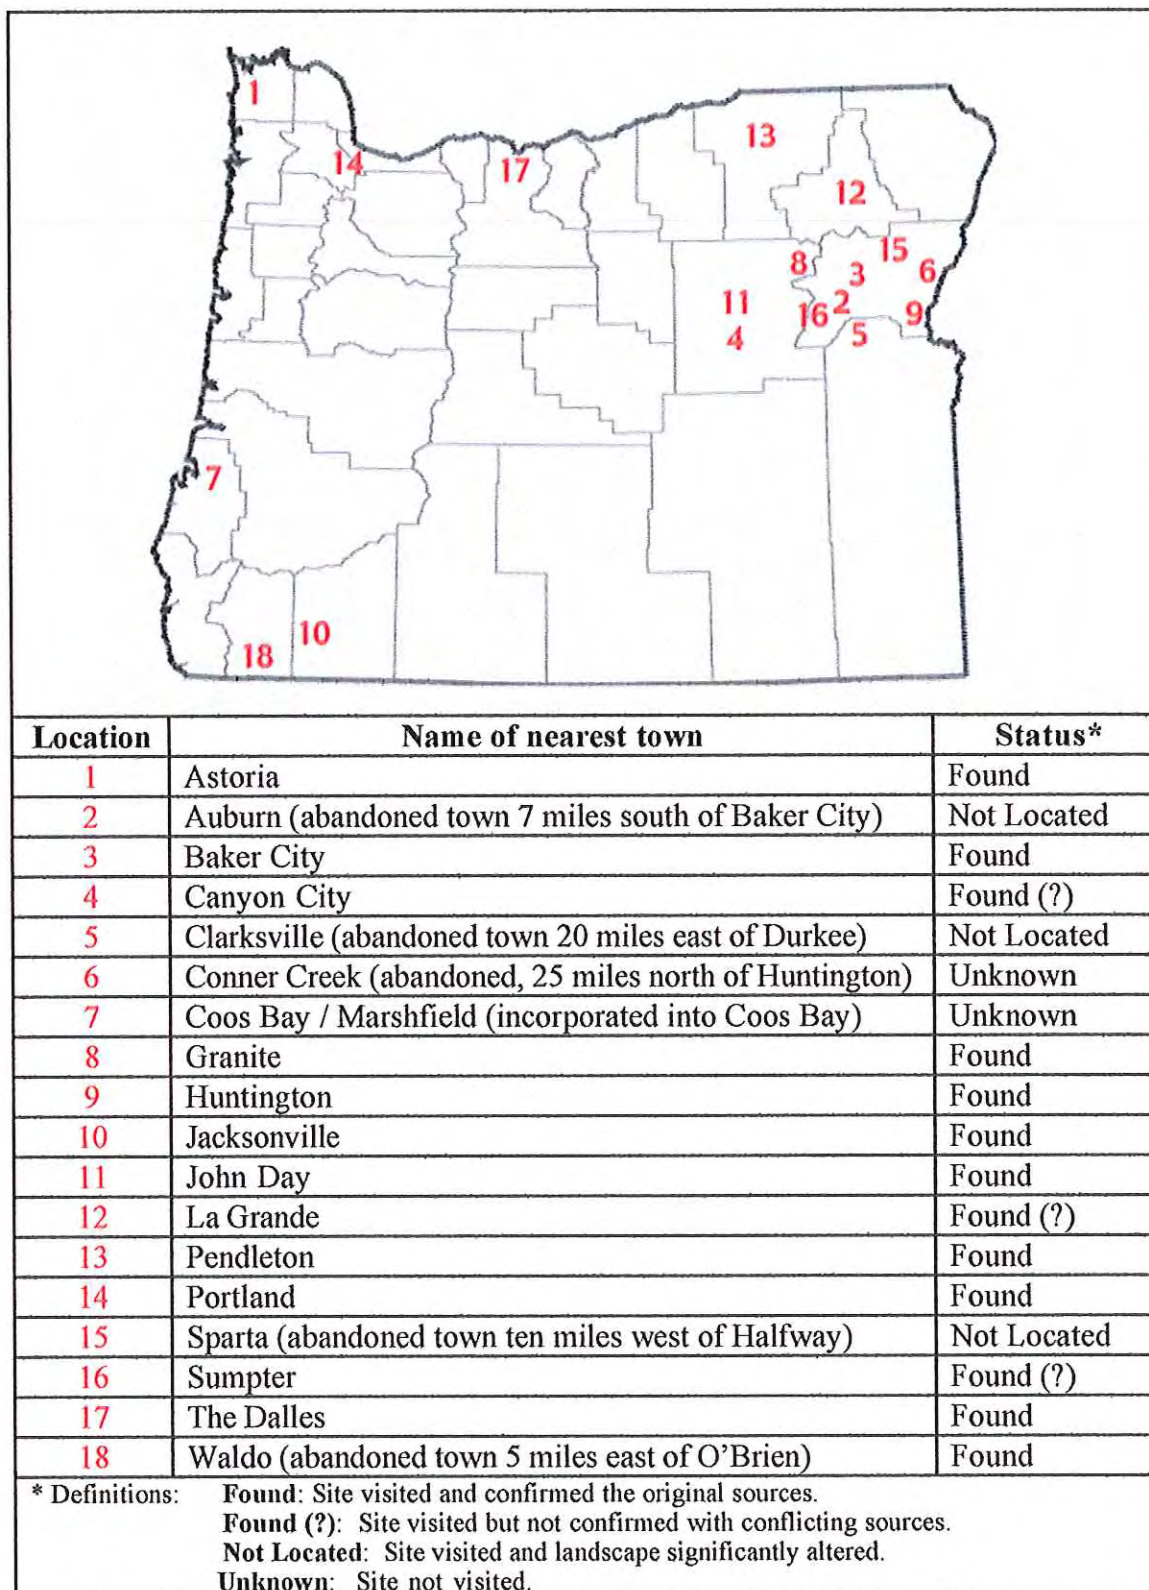 1
13
14
17
12
15
8
3
6
11
2
16
9
4
5
7
10
18
Location Name of nearest town Status*
1 Astoria Found
2 Auburn (abandoned town 7 miles south of Baker City) Not Located
3 Baker City Found
4 Canyon City Found (?)
5 Clarksville (abandoned town 20 miles east of Durkee) Not Located
6 Conner Creek (abandoned, 25 miles north of Huntington) Unknown
7 Coos Bay / Marshfield (incorporated into Coos Bay) Unknown
8 Granite Found
9 Huntington Found
10 Jacksonville Found
11 John Day Found
12 La Grande Found (?)
13 Pendleton Found
14 Portland Found
15 Sparta (abandoned town ten miles west of Halfway) Not Located
16 Sumpter Found (?)
17 The Dalles Found
18 Waldo (abandoned town 5 miles east of O'Brien) Found
* Definitions: Found: Site visited and confirmed the original sources.
Found (?): Site visited but not confirmed with conflicting sources.
Not Located: Site visited and landscape significantly altered.
Unknown: Site not visited.